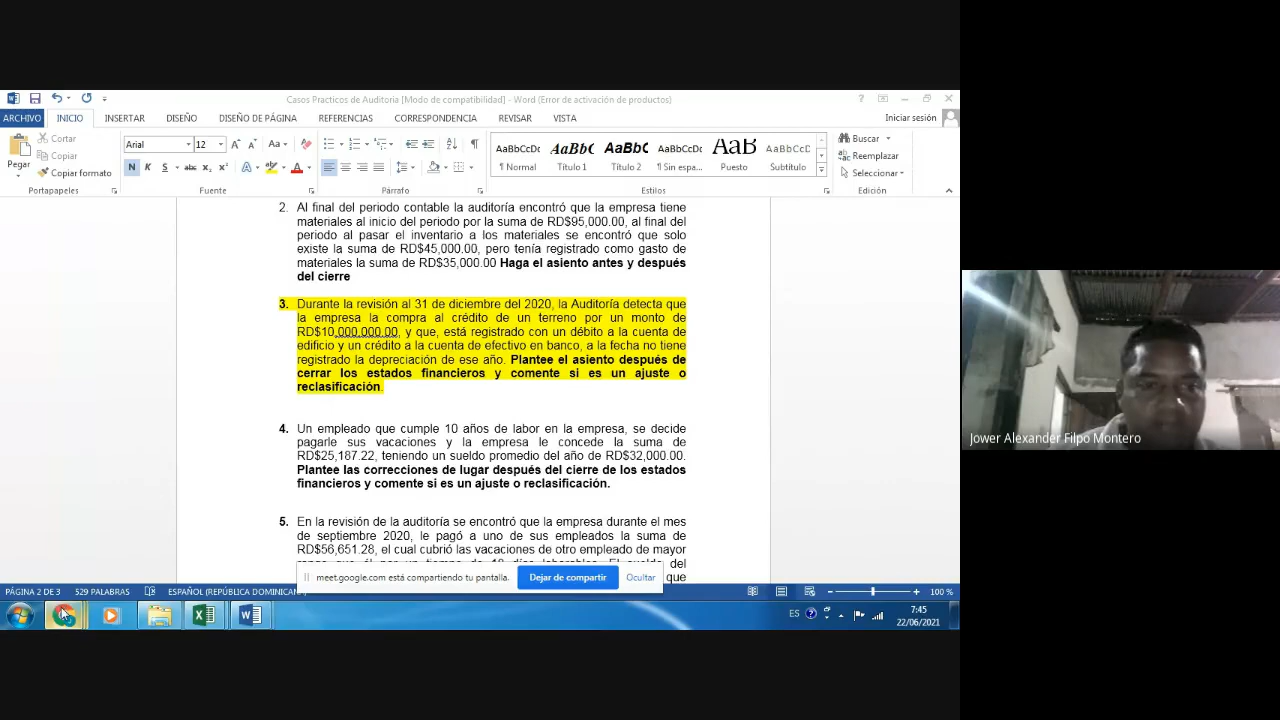 Casos Practicos de Auditoria [Modo de compatibilidad] - Word (Error de activación de productos)
ARCHIVO INICIO INSERTAR DISEÑO DISEÑO DE PÁGINA REFERENCIAS CORRESPONDENCIA REVISAR VISTA Iniciar sesión
Pegar
Cortar
Copiar
Copiar formato
Portapapeles
Arial 12
N K S abc
Fuente
Párrafo
AaBbCcDc AaBbCc AaBbCc AaBbCcDc AaB AaBbCcDc
¶ Normal Título 1 Título 2 ¶ Sin espa... Puesto Subtítulo
Estilos
Buscar
Reemplazar
Seleccionar
Edición
2. Al final del periodo contable la auditoría encontró que la empresa tiene
materiales al inicio del periodo por la suma de RD$95,000.00, al final del
periodo al pasar el inventario a los materiales se encontró que solo
existe la suma de RD$45,000.00, pero tenía registrado como gasto de
materiales la suma de RD$35,000.00 Haga el asiento antes y después
del cierre
3. Durante la revisión al 31 de diciembre del 2020, la Auditoría detecta que
la empresa la compra al crédito de un terreno por un monto de
RD$10,000,000.00, y que, está registrado con un débito a la cuenta de
edificio y un crédito a la cuenta de efectivo en banco, a la fecha no tiene
registrado la depreciación de ese año. Plantee el asiento después de
cerrar los estados financieros y comente si es un ajuste o
reclasificación.
4. Un empleado que cumple 10 años de labor en la empresa, se decide
pagarle sus vacaciones y la empresa le concede la suma de
RD$25,187.22, teniendo un sueldo promedio del año de RD$32,000.00.
Plantee las correcciones de lugar después del cierre de los estados
financieros y comente si es un ajuste o reclasificación.
5. En la revisión de la auditoría se encontró que la empresa durante el mes
de septiembre 2020, le pagó a uno de sus empleados la suma de
RD$56,651.28, el cual cubrió las vacaciones de otro empleado de mayor
del
que
meet.google.com está compartiendo tu pantalla. Dejar de compartir Ocultar
PÁGINA 2 DE 3 529 PALABRAS ESPAÑOL (REPÚBLICA DOMINICAN 100 %
ES 7:45
22/06/2021
Jower Alexander Filpo Montero